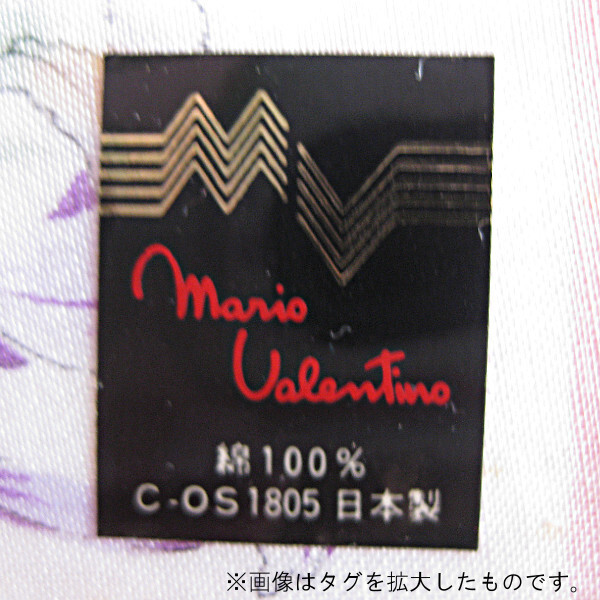 MV
Mario
Valentino
綿100%
C-OS1805 日本製
※画像はタグを拡大したものです。